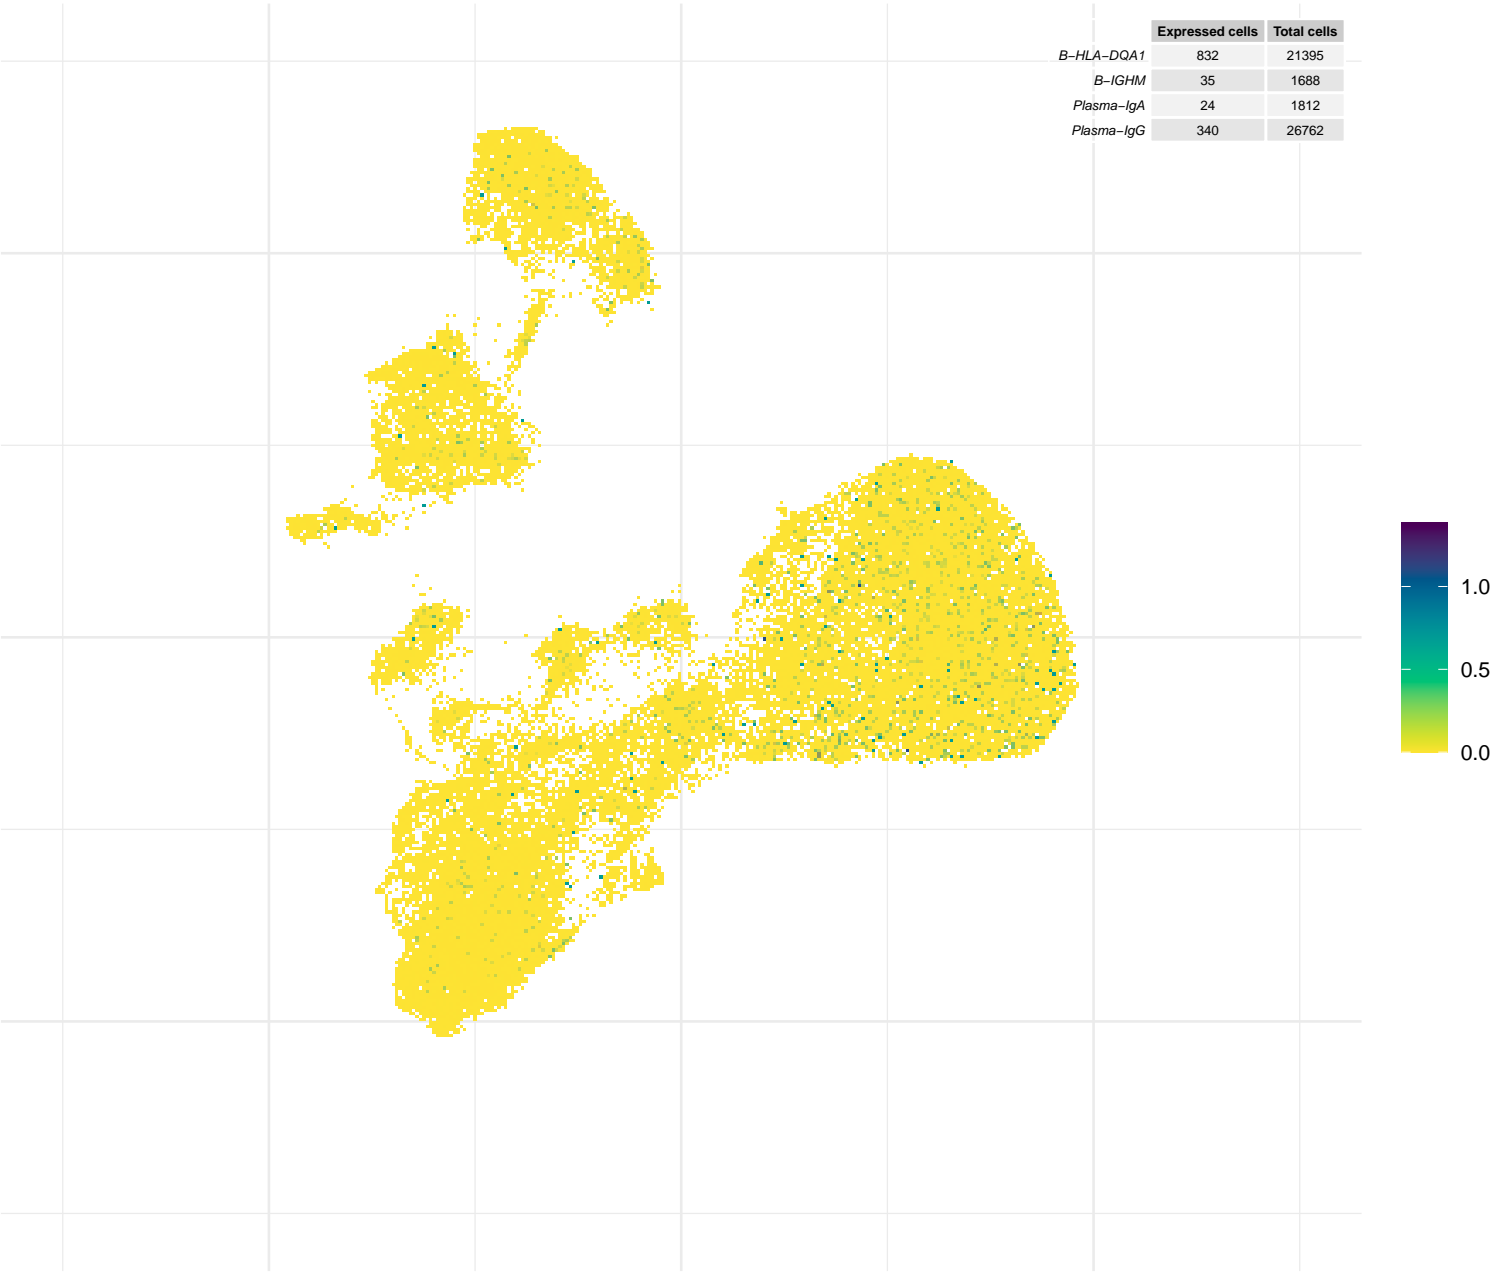 Expressed cells Total cells
B−HLA−DQA1 832 21395
B−IGHM 35 1688
Plasma−IgA 24 1812
Plasma−IgG 340 26762
1.0
0.5
0.0